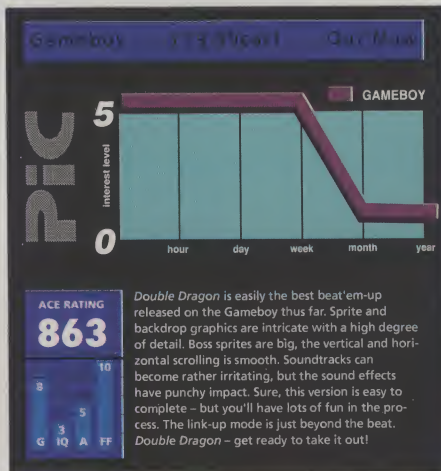 GAMEBOY
PiC
5
interest level
0
hour day week month year
ACE RATING
863
8
3
5
10
G IQ A FF
Double Dragon is easily the best beat'em-up
released on the Gameboy thus far. Sprite and
backdrop graphics are intricate with a high degree
of detail. Boss sprites are big, the vertical and hori-
zontal scrolling is smooth. Soundtracks can
become rather irritating, but the sound effects
have punchy impact. Sure, this version is easy to
complete – but you'll have lots of fun in the pro-
cess. The link-up mode is just beyond the beat.
Double Dragon – get ready to take it out!